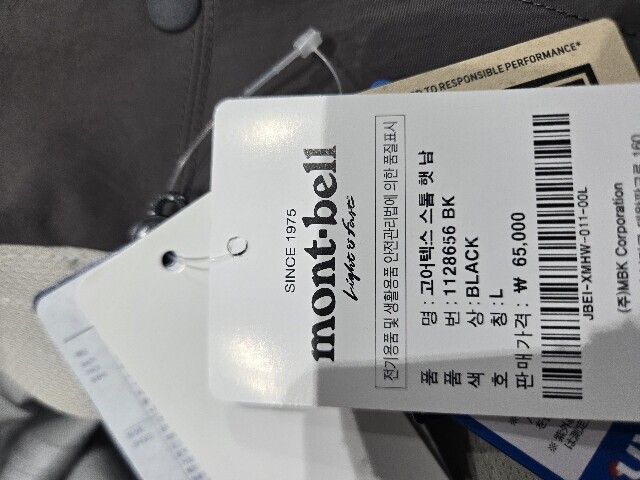 SINCE 1975
mont-bell
Light & Fast
전기용품 및 생활용품 안전관리법에 의한 품질표시
품 명 : 고어텍스 스톰 햇 남
품 번 : 1128656 BK
색 상 : BLACK
호 칭 : L
판매가격 : ₩ 65,000
JBEI-XMHW-011-00L
(주)MBK Corporation
160
TO RESPONSIBLE PERFORMANCE*